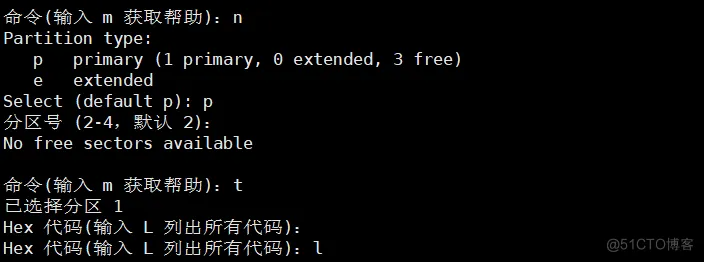 命令(输入 m 获取帮助)：n
Partition type:
   p   primary (1 primary, 0 extended, 3 free)
   e   extended
Select (default p): p
分区号 (2-4，默认 2)：
No free sectors available
命令(输入 m 获取帮助)：t
已选择分区 1
Hex 代码(输入 L 列出所有代码)：
Hex 代码(输入 L 列出所有代码)：l
@51CTO博客